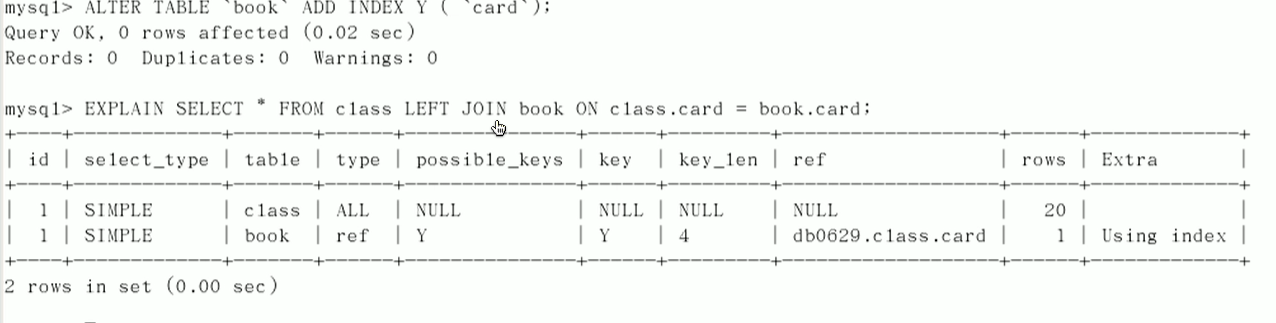 mysql> ALTER TABLE `book` ADD INDEX Y ( `card`);
Query OK, 0 rows affected (0.02 sec)
Records: 0  Duplicates: 0  Warnings: 0
mysql> EXPLAIN SELECT * FROM class LEFT JOIN book ON class.card = book.card;
+----+-------------+-------+------+---------------+------+---------+-------------------+------+-------------+
| id | select_type | table | type | possible_keys | key  | key_len | ref               | rows | Extra       |
+----+-------------+-------+------+---------------+------+---------+-------------------+------+-------------+
|  1 | SIMPLE      | class | ALL  | NULL          | NULL | NULL    | NULL              |   20 |             |
|  1 | SIMPLE      | book  | ref  | Y             | Y    | 4       | db0629.class.card |    1 | Using index |
+----+-------------+-------+------+---------------+------+---------+-------------------+------+-------------+
2 rows in set (0.00 sec)